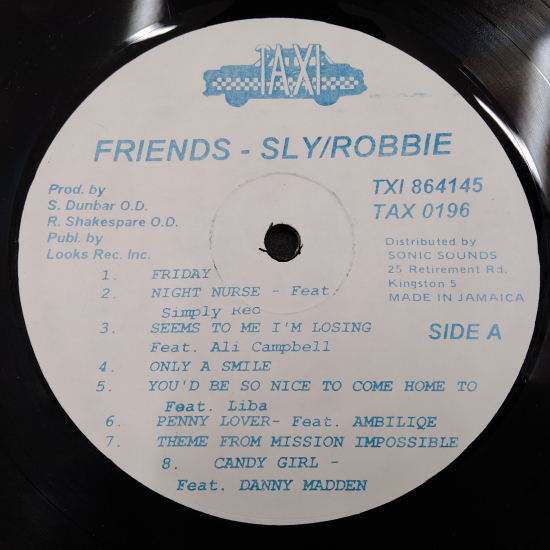 TAXI
FRIENDS - SLY/ROBBIE
Prod. by
S. Dunbar O.D.
R. Shakespare O.D.
Publ. by
Looks Rec. Inc.
TXI 864145
TAX 0196
Distributed by
SONIC SOUNDS
25 Retirement Rd.
Kingston 5
MADE IN JAMAICA
SIDE A
1. FRIDAY
2. NIGHT NURSE - Feat.
Simply Red
3. SEEMS TO ME I'M LOSING
Feat. Ali Campbell
4. ONLY A SMILE
5. YOU'D BE SO NICE TO COME HOME TO
Feat. Liba
6. PENNY LOVER- Feat. AMBILIQE
7. THEME FROM MISSION IMPOSSIBLE
8. CANDY GIRL -
Feat. DANNY MADDEN